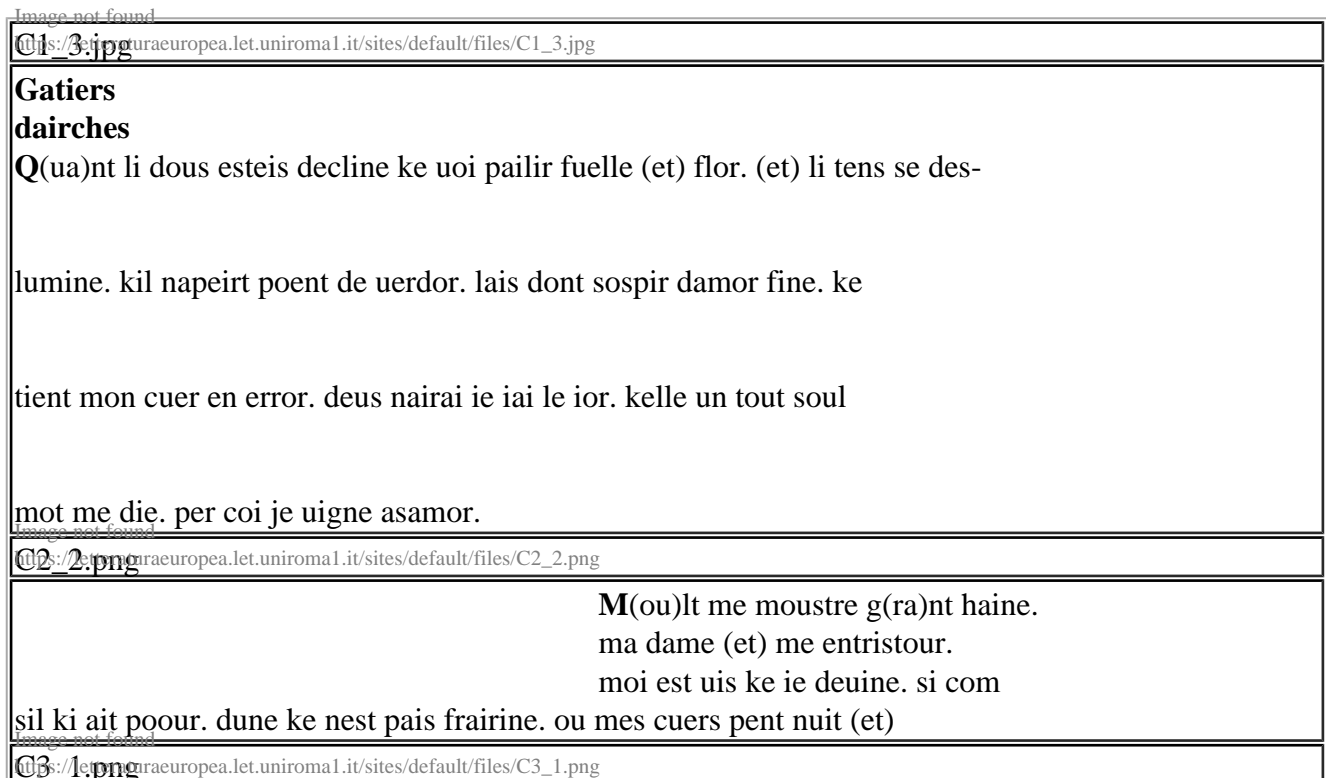 Image not found
https://letteraturaeuropea.let.uniroma1.it/sites/default/files/C1_3.jpg
C1_3.jpg
Gatiers
dairches
Q(ua)nt li dous esteis decline ke uoi pailir fuelle (et) flor. (et) li tens se des-
lumine. kil napeirt poent de uerdor. lais dont sospir damor fine. ke
tient mon cuer en error. deus nairai ie iai le ior. kelle un tout soul
mot me die. per coi je uigne asamor.
Image not found
https://letteraturaeuropea.let.uniroma1.it/sites/default/files/C2_2.png
C2_2.png
M(ou)lt me moustre g(ra)nt haine.
ma dame (et) me entristour.
moi est uis ke ie deuine. si com
sil ki ait poour. dune ke nest pais frairine. ou mes cuers pent nuit (et)
Image not found
https://letteraturaeuropea.let.uniroma1.it/sites/default/files/C3_1.png
C3_1.png